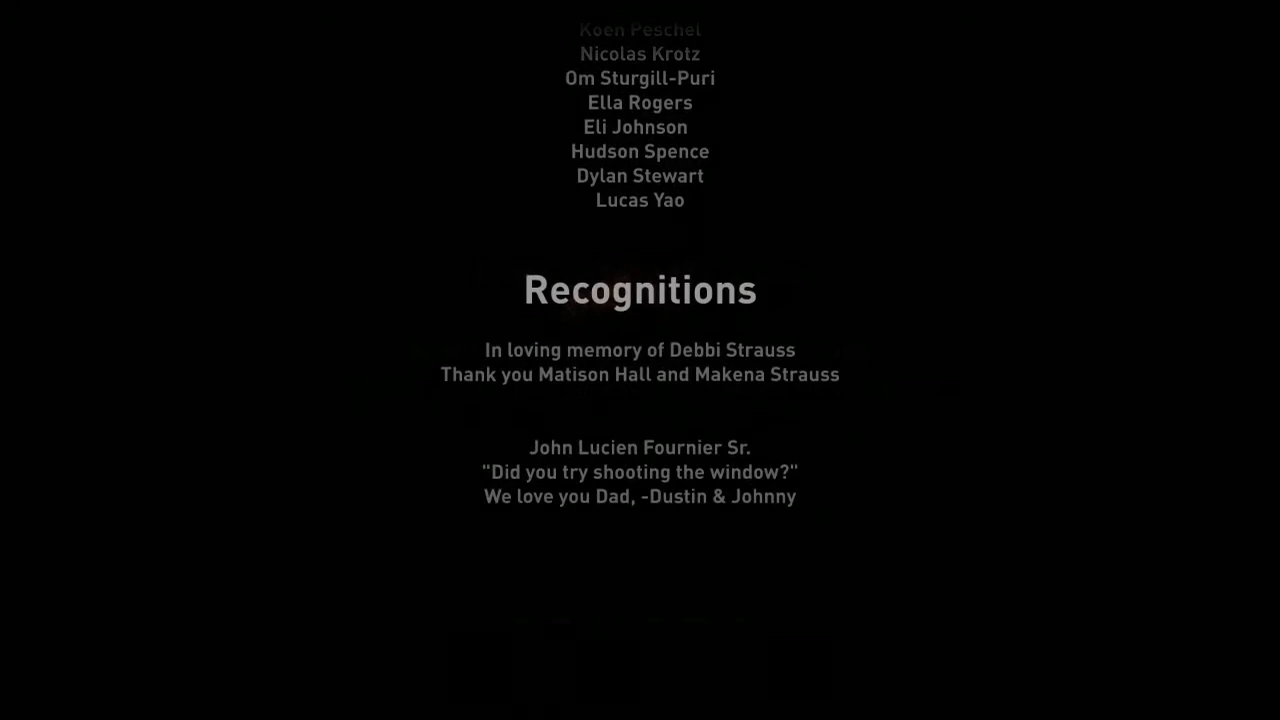 Koen Peschel
Nicolas Krotz
Om Sturgill-Puri
Ella Rogers
Eli Johnson
Hudson Spence
Dylan Stewart
Lucas Yao
Recognitions
In loving memory of Debbi Strauss
Thank you Matison Hall and Makena Strauss
John Lucien Fournier Sr.
"Did you try shooting the window?"
We love you Dad, -Dustin & Johnny